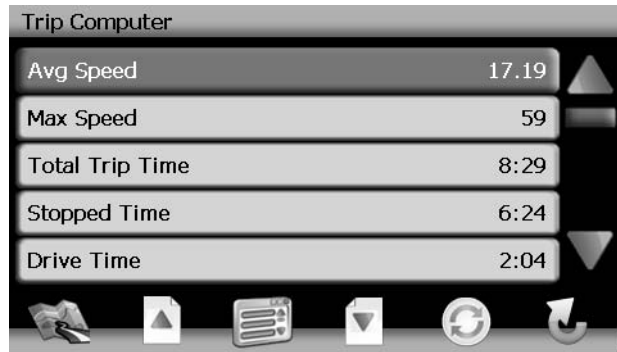 Trip Computer
Avg Speed 17.19
Max Speed 59
Total Trip Time 8:29
Stopped Time 6:24
Drive Time 2:04